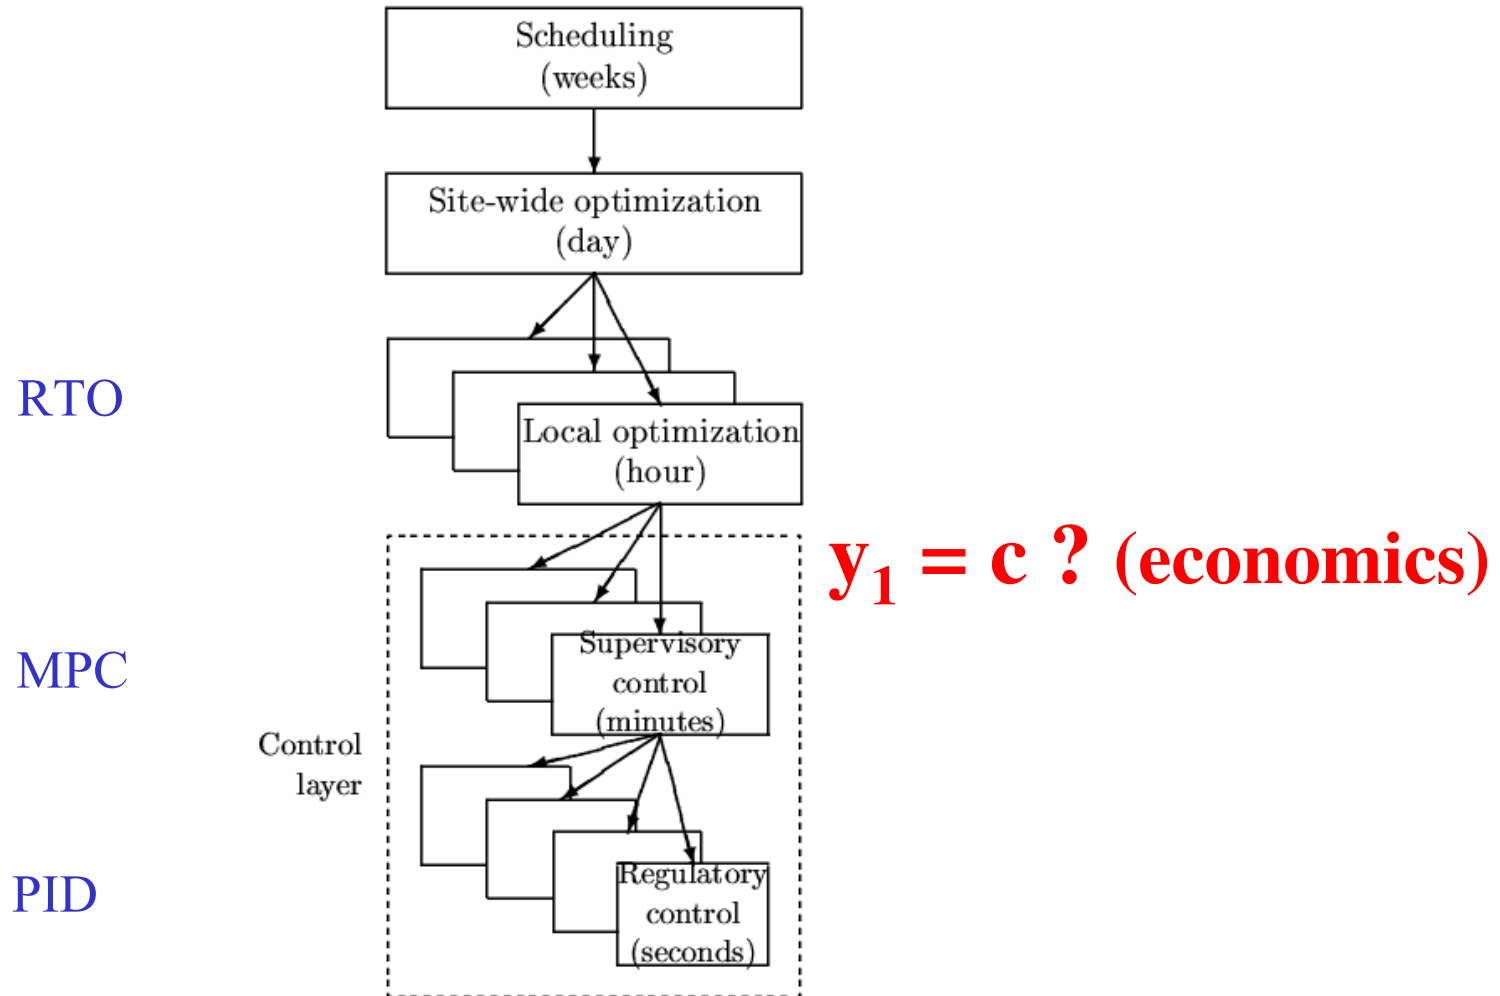 Scheduling
(weeks)
Site-wide optimization
(day)
RTO
Local optimization
(hour)
y₁ = c ? (economics)
MPC
Supervisory
control
(minutes)
Control
layer
PID
Regulatory
control
(seconds)